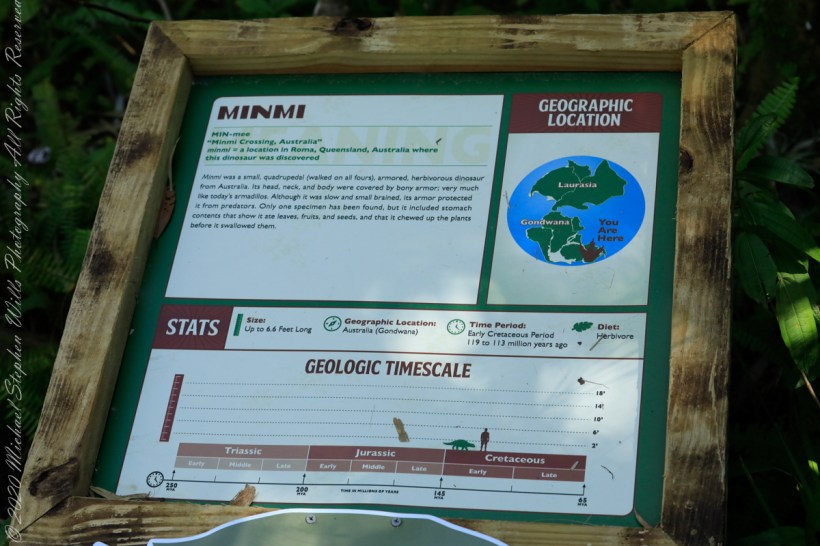 MINMI
MIN-mee
"Minmi Crossing, Australia"
minmi = a location in Roma, Queensland, Australia where
this dinosaur was discovered
Minmi was a small, quadrupedal (walked on all fours), armored, herbivorous dinosaur
from Australia. Its head, neck, and body were covered by bony armor; very much
like today's armadillos. Although it was slow and small brained, its armor protected
it from predators. Only one specimen has been found, but it included stomach
contents that show it ate leaves, fruits, and seeds, and that it chewed up the plants
before it swallowed them.
GEOGRAPHIC
LOCATION
Laurasia
Gondwana
You
Are
Here
STATS
Size:
Up to 6.6 Feet Long
Geographic Location:
Australia (Gondwana)
Time Period:
Early Cretaceous Period
119 to 113 million years ago
Diet:
Herbivore
GEOLOGIC TIMESCALE
18'
14'
10'
6'
2'
Triassic
Jurassic
Cretaceous
Early
Middle
Late
Early
Middle
Late
Early
Late
250
MYA
200
MYA
TIME IN MILLIONS OF YEARS
145
MYA
65
MYA
©2020 Michael Stephen Wills Photography All Rights Reserved